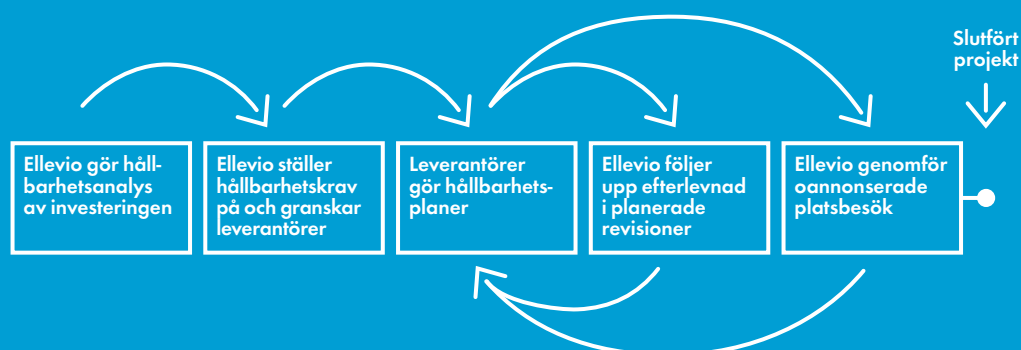 Slutfört
projekt
Ellevio gör håll-
barhetsanalys
av investeringen
Ellevio ställer
hållbarhetskrav
på och granskar
leverantörer
Leverantörer
gör hållbarhets-
planer
Ellevio följer
upp efterlevnad
i planerade
revisioner
Ellevio genomför
oannonserade
platsbesök